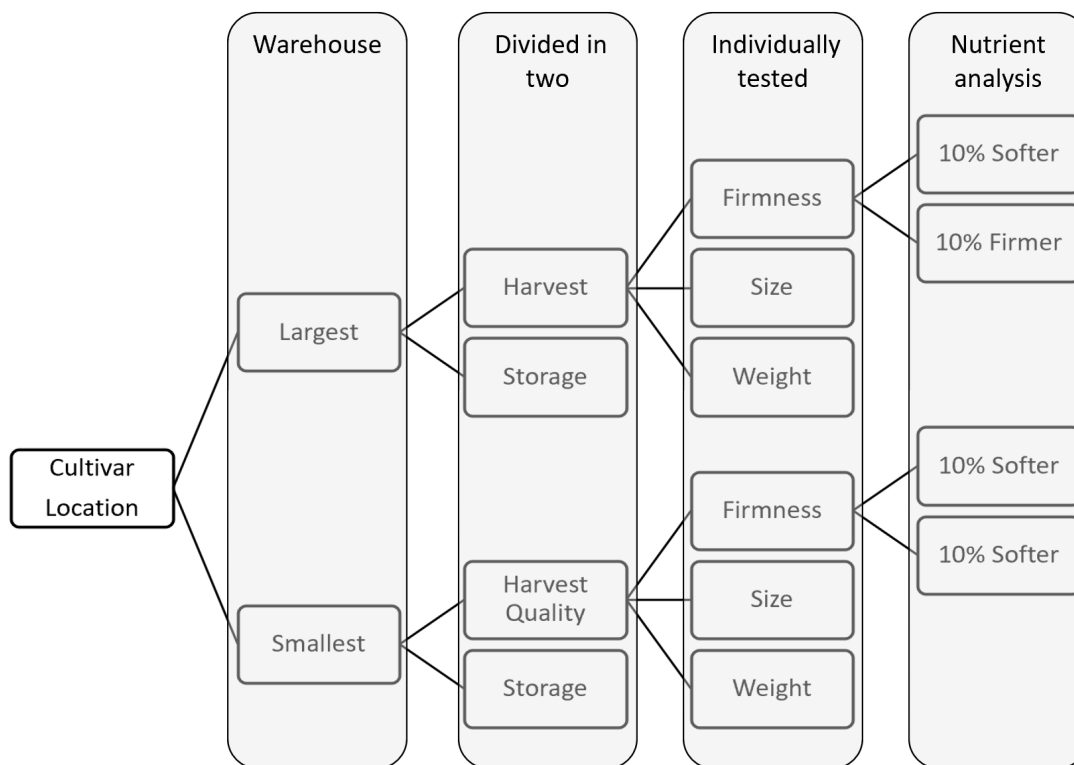 Warehouse
Divided in
two
Individually
tested
Nutrient
analysis
Cultivar
Location
Largest
Smallest
Harvest
Storage
Harvest
Quality
Storage
Firmness
Size
Weight
Firmness
Size
Weight
10% Softer
10% Firmer
10% Softer
10% Softer